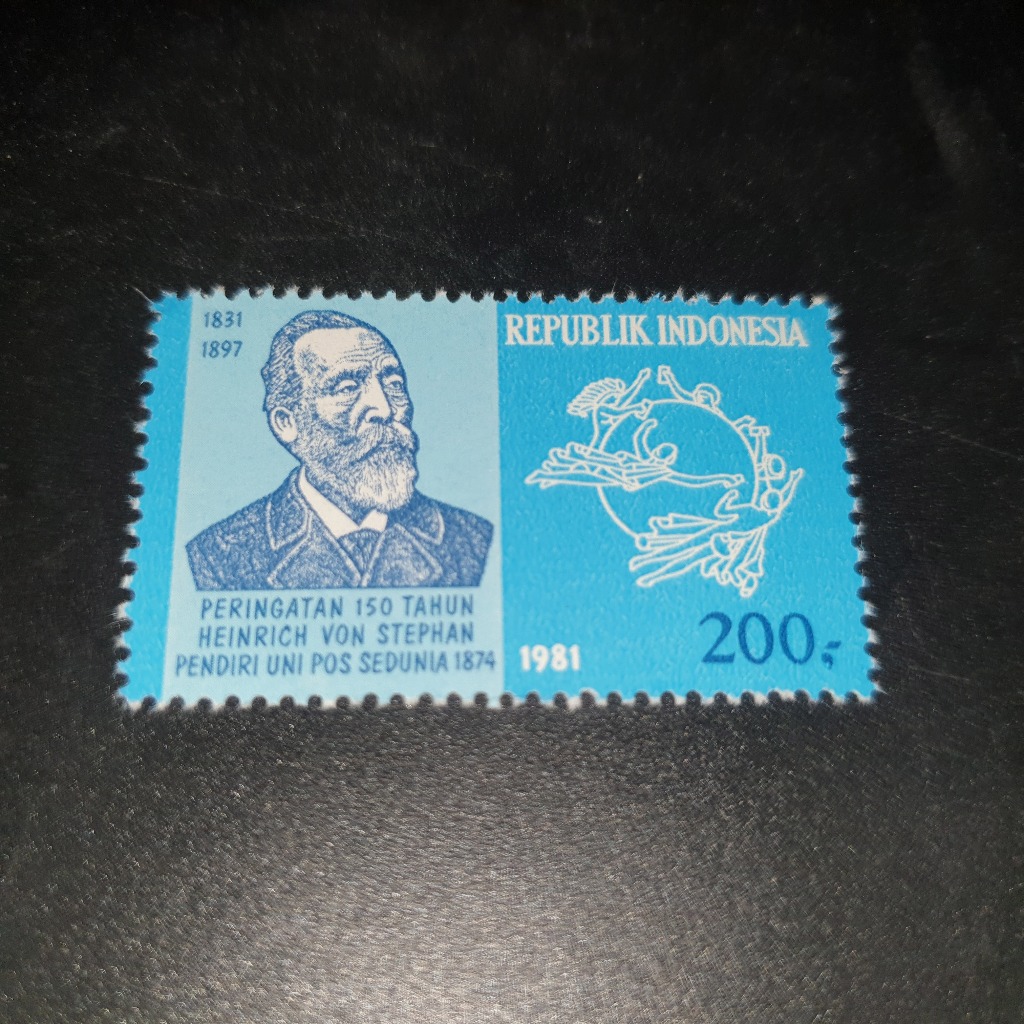 1831
1897
REPUBLIK INDONESIA
PERINGATAN 150 TAHUN
HEINRICH VON STEPHAN
PENDIRI UNI POS SEDUNIA 1874
1981
200,-